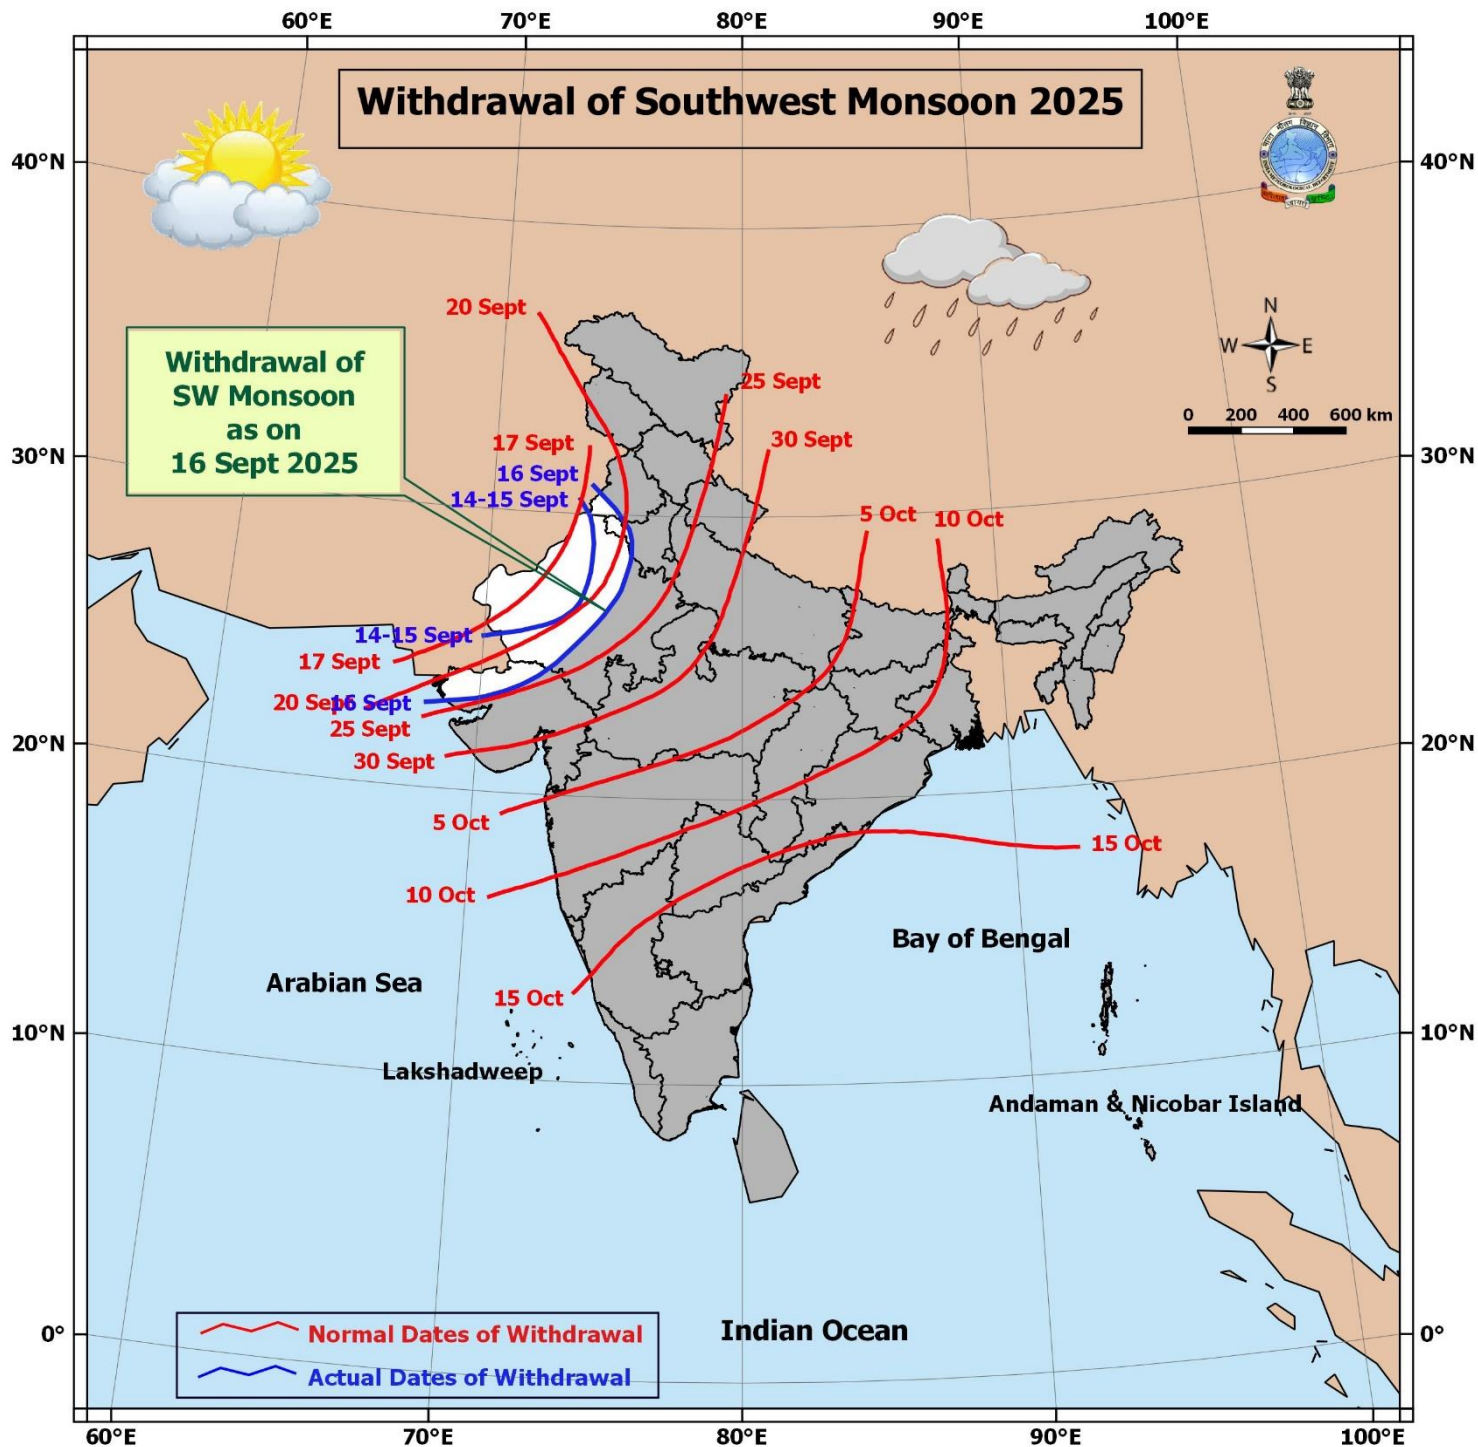 60°E 70°E 80°E 90°E 100°E
Withdrawal of Southwest Monsoon 2025
40°N 40°N
20 Sept
N
W E
S
Withdrawal of
SW Monsoon
as on
16 Sept 2025
25 Sept
0 200 400 600 km
17 Sept
30 Sept
30°N 30°N
16 Sept
14-15 Sept
5 Oct 10 Oct
14-15 Sept
17 Sept
20 Sept
16 Sept
25 Sept
20°N 20°N
30 Sept
5 Oct
15 Oct
10 Oct
Bay of Bengal
Arabian Sea
15 Oct
10°N 10°N
Lakshadweep
Andaman & Nicobar Island
Indian Ocean
0° 0°
Normal Dates of Withdrawal
Actual Dates of Withdrawal
60°E 70°E 80°E 90°E 100°E